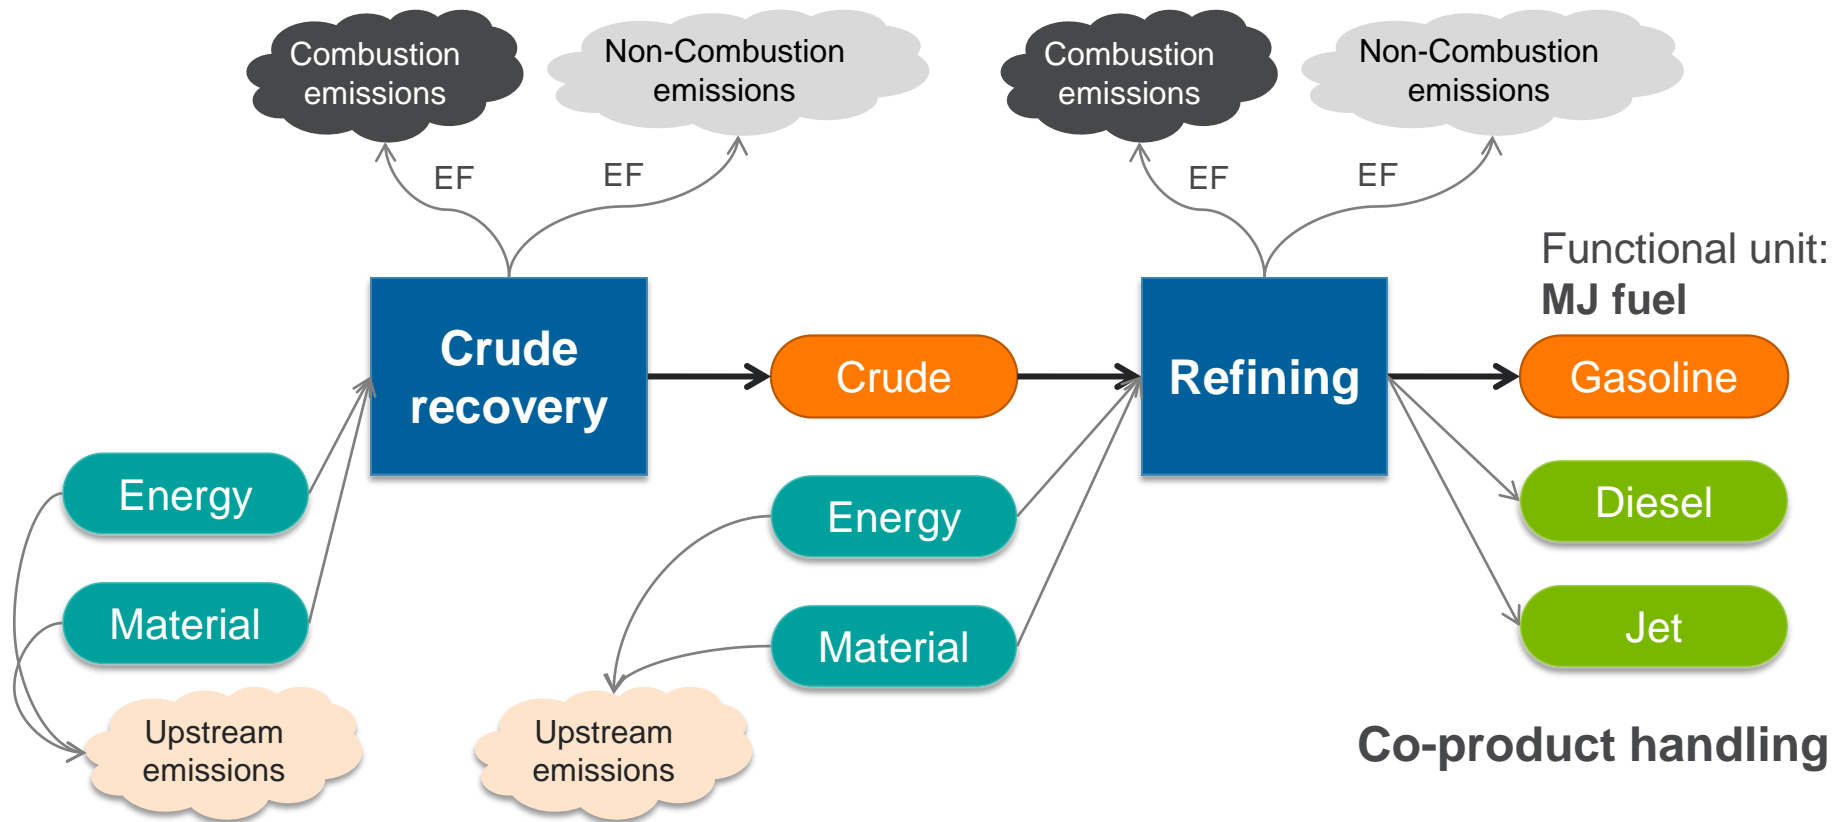 Combustion
emissions
Non-Combustion
emissions
Combustion
emissions
Non-Combustion
emissions
EF
EF
EF
EF
Functional unit:
MJ fuel
Crude
recovery
Crude
Refining
Gasoline
Energy
Energy
Diesel
Material
Material
Jet
Upstream
emissions
Upstream
emissions
Co-product handling